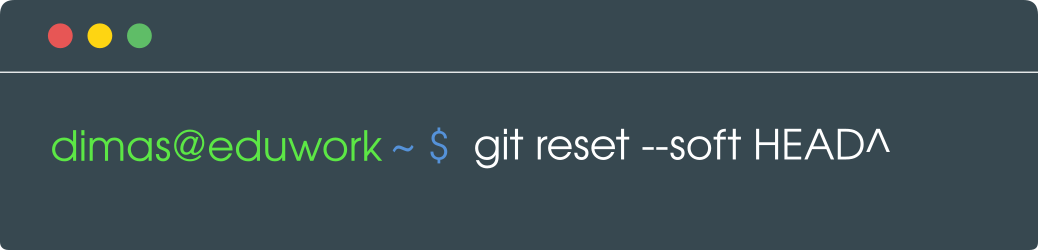 dimas@eduwork ~ $ git reset --soft HEAD^